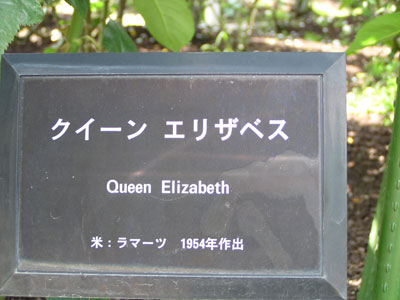 クイーン エリザベス
Queen Elizabeth
米：ラマーツ　1954年作出